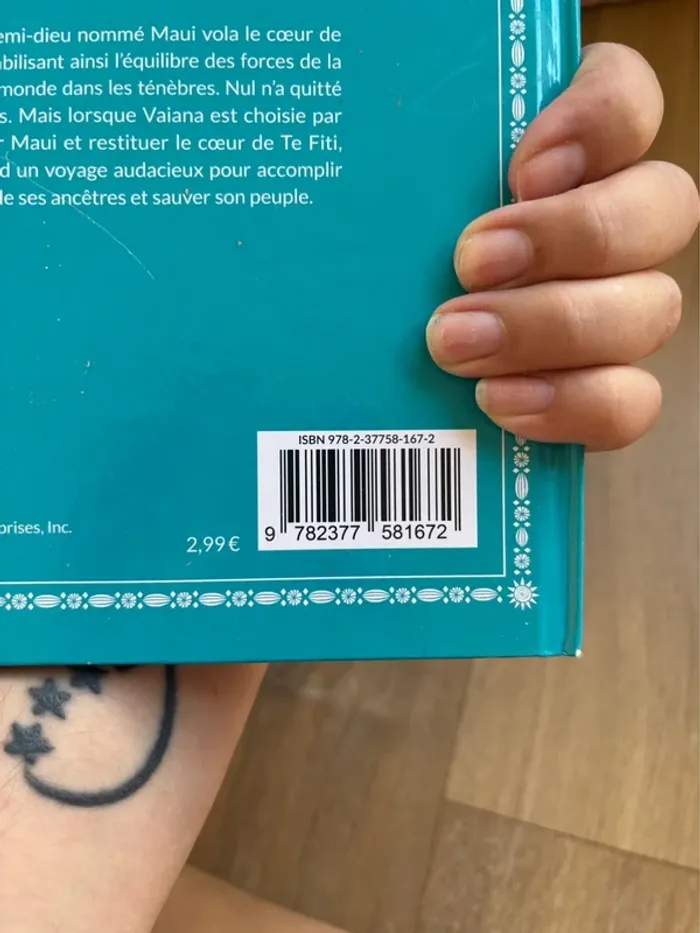 emi-dieu nommé Maui vola le cœur de
abilisant ainsi l'équilibre des forces de la
monde dans les ténèbres. Nul n'a quitté
s. Mais lorsque Vaiana est choisie par
r Maui et restituer le cœur de Te Fiti,
d un voyage audacieux pour accomplir
de ses ancêtres et sauver son peuple.
ISBN 978-2-37758-167-2
9 782377 581672
prises, Inc.
2,99 €